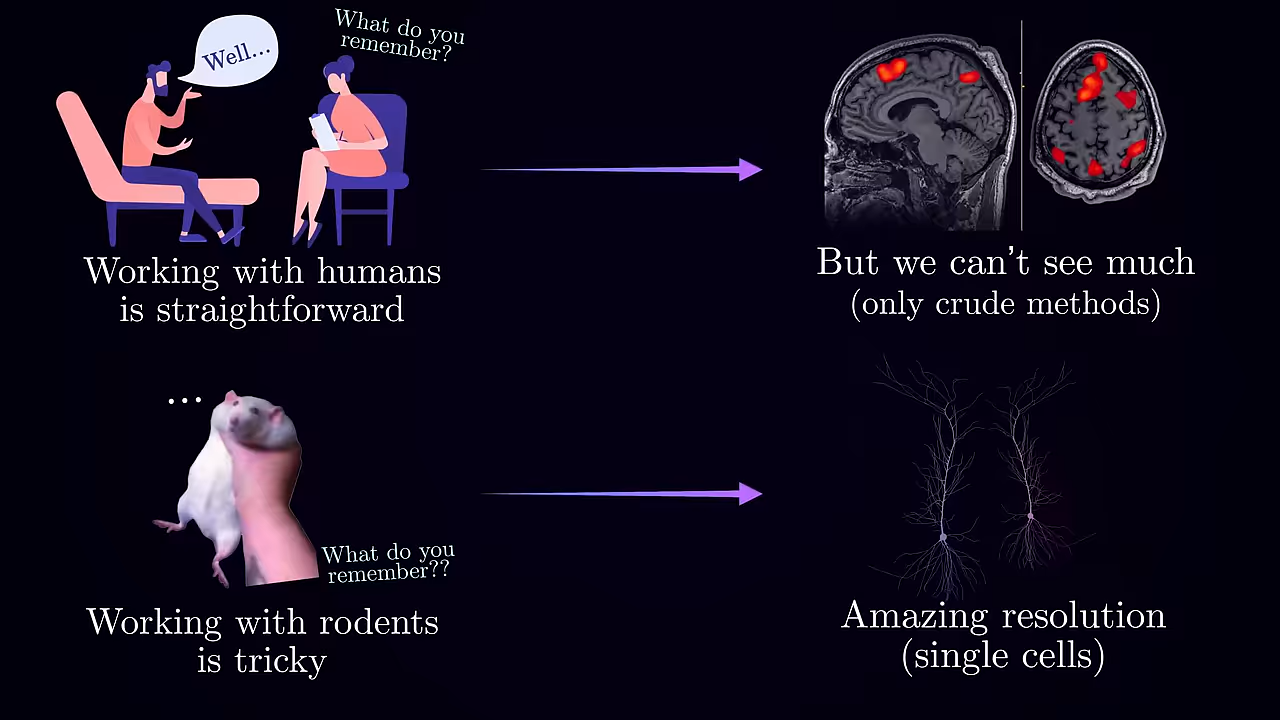 Well...
What do you
remember?
Working with humans
is straightforward
But we can't see much
(only crude methods)
...
What do you
remember??
Working with rodents
is tricky
Amazing resolution
(single cells)